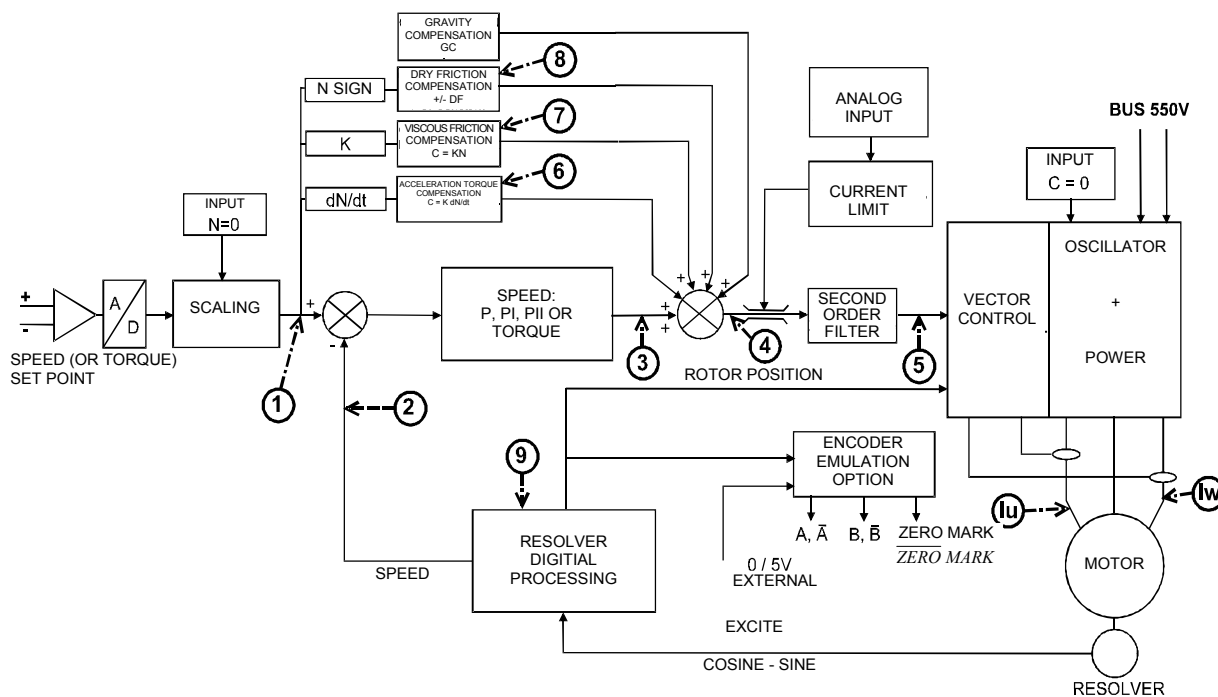 GRAVITY
COMPENSATION
GC
8
N SIGN
DRY FRICTION
COMPENSATION
+/- DF
7
K
VISCOUS FRICTION
COMPENSATION
C = KN
6
dN/dt
ACCELERATION TORQUE
COMPENSATION
C = K dN/dt
ANALOG
INPUT
CURRENT
LIMIT
BUS 550V
INPUT
C = 0
INPUT
N=0
+
-
A
D
SCALING
SPEED (OR TORQUE)
SET POINT
1
+
-
2
SPEED:
P, PI, PII OR
TORQUE
3
+
+
+
+
+
+
4
ROTOR POSITION
SECOND
ORDER
FILTER
5
VECTOR
CONTROL
OSCILLATOR
+
POWER
9
ENCODER
EMULATION
OPTION
A, A̅
B, B̅
ZERO MARK
Z̅E̅R̅O̅ MARK
0 / 5V
EXTERNAL
RESOLVER
DIGITIAL
PROCESSING
SPEED
Iu
Iw
MOTOR
EXCITE
COSINE - SINE
RESOLVER